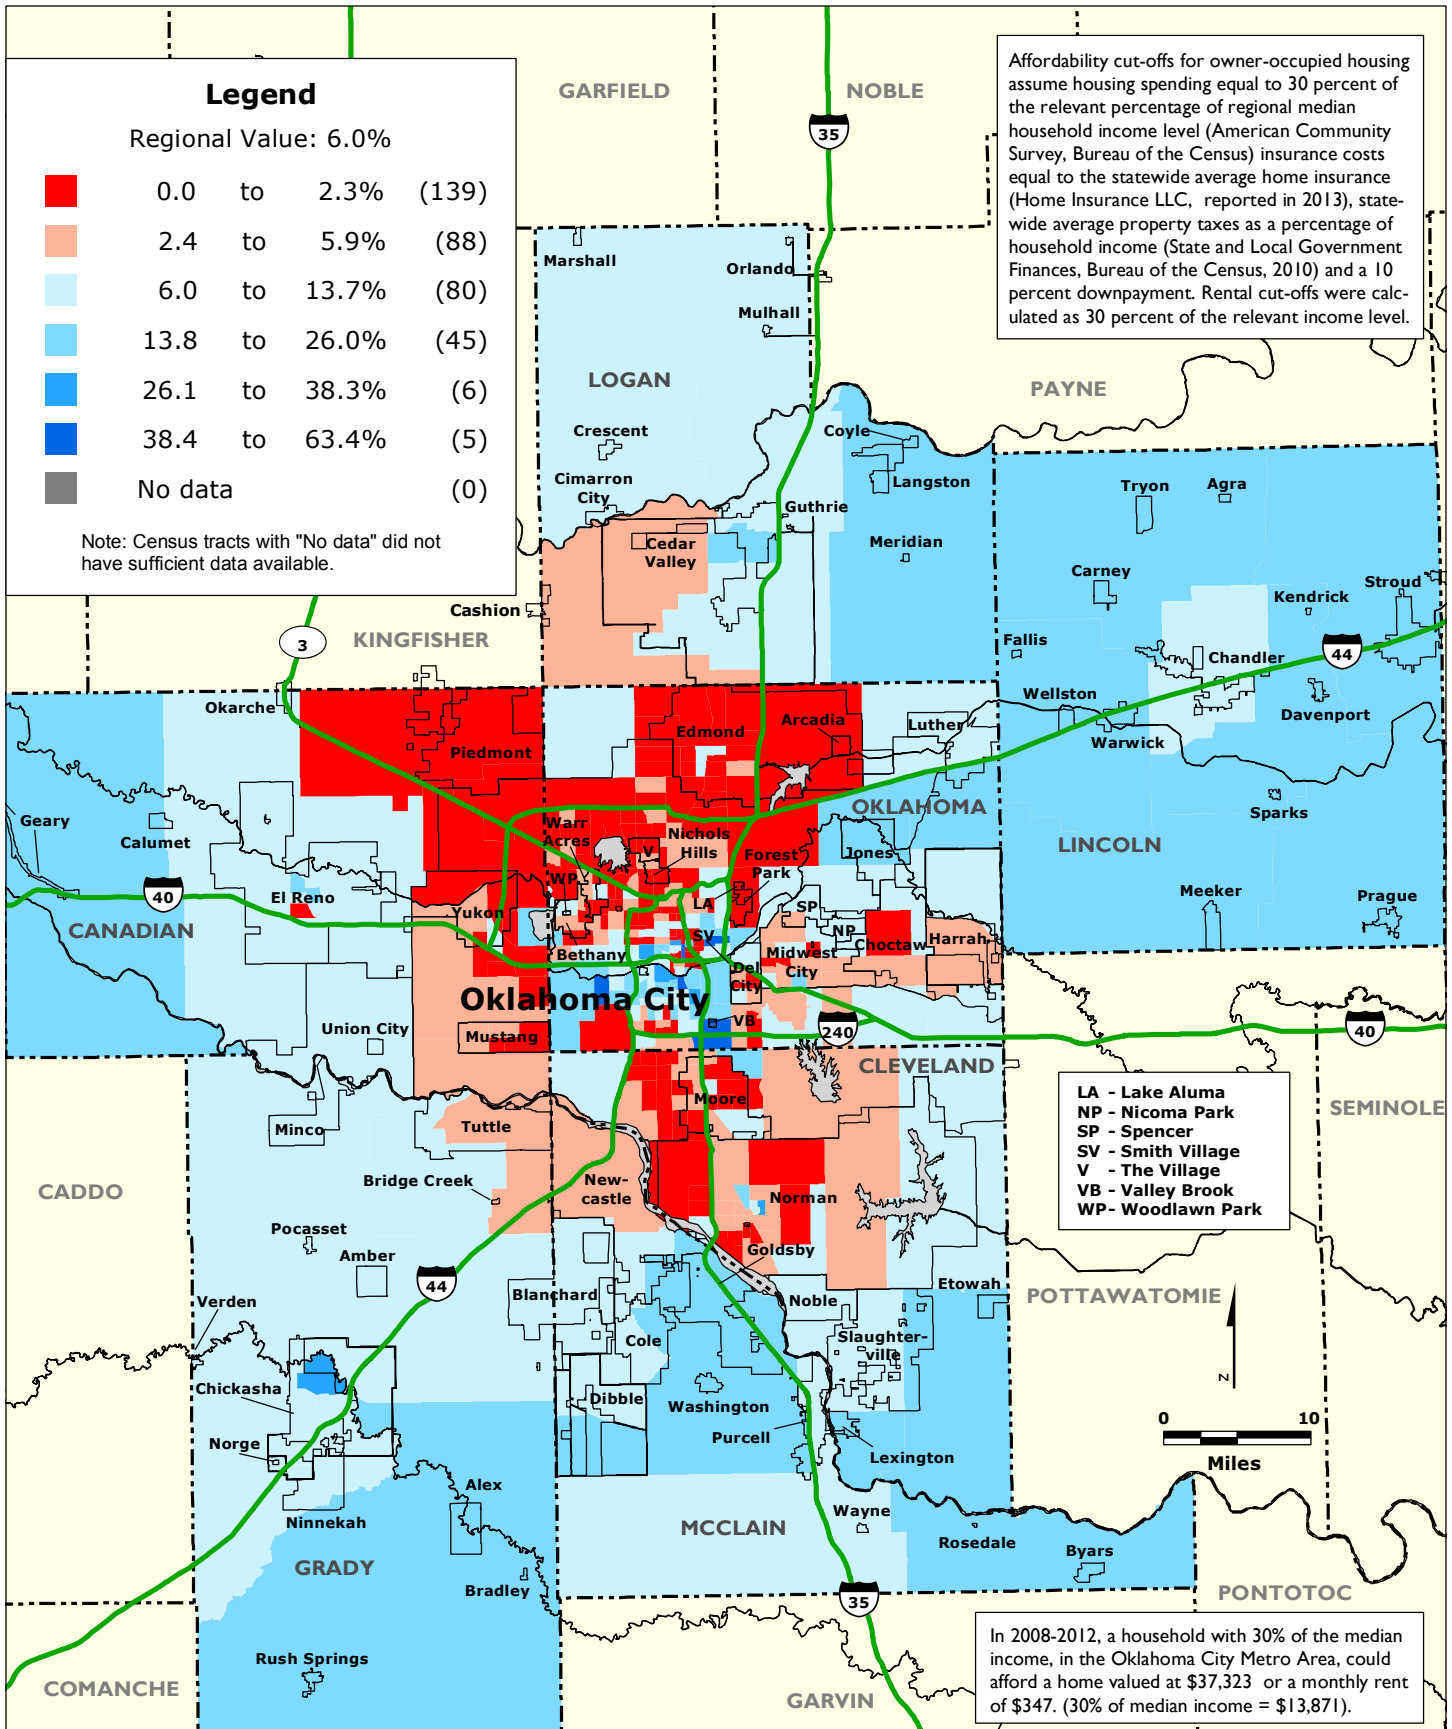 Legend
Regional Value: 6.0%
0.0 to 2.3% (139)
2.4 to 5.9% (88)
6.0 to 13.7% (80)
13.8 to 26.0% (45)
26.1 to 38.3% (6)
38.4 to 63.4% (5)
No data (0)
Note: Census tracts with "No data" did not
have sufficient data available.
Affordability cut-offs for owner-occupied housing
assume housing spending equal to 30 percent of
the relevant percentage of regional median
household income level (American Community
Survey, Bureau of the Census) insurance costs
equal to the statewide average home insurance
(Home Insurance LLC, reported in 2013), state-
wide average property taxes as a percentage of
household income (State and Local Government
Finances, Bureau of the Census, 2010) and a 10
percent downpayment. Rental cut-offs were calc-
ulated as 30 percent of the relevant income level.
GARFIELD
NOBLE
35
Marshall
Orlando
Mulhall
LOGAN
PAYNE
Crescent
Coyle
Cimarron
City
Langston
Guthrie
Tryon
Agra
Cedar
Valley
Meridian
Carney
Stroud
Kendrick
Cashion
KINGFISHER
3
Fallis
Chandler
44
Okarche
Wellston
Davenport
Edmond
Arcadia
Luther
Warwick
Piedmont
OKLAHOMA
Sparks
Geary
Calumet
Warr
Acres
Nichols
Hills
V
Forest
Park
Jones
LINCOLN
WP
40
El Reno
Meeker
Prague
LA
SP
Yukon
CANADIAN
SV
NP
Choctaw
Harrah
Bethany
Midwest
City
Del
City
Oklahoma City
VB
240
40
Union City
Mustang
CLEVELAND
Moore
LA - Lake Aluma
NP - Nicoma Park
SP - Spencer
SV - Smith Village
V - The Village
VB - Valley Brook
WP- Woodlawn Park
SEMINOLE
Minco
Tuttle
CADDO
Bridge Creek
New-
castle
Norman
Pocasset
Amber
Goldsby
44
Blanchard
Noble
Etowah
POTTAWATOMIE
Verden
Cole
Slaughter-
ville
N
Chickasha
Dibble
Washington
0 10
Miles
Norge
Purcell
Lexington
Alex
Ninnekah
MCCLAIN
Wayne
Rosedale
Byars
GRADY
Bradley
35
PONTOTOC
Rush Springs
COMANCHE
GARVIN
In 2008-2012, a household with 30% of the median
income, in the Oklahoma City Metro Area, could
afford a home valued at $37,323 or a monthly rent
of $347. (30% of median income = $13,871).